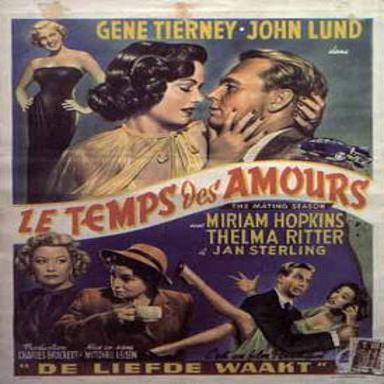 GENE TIERNEY - JOHN LUND
dans
LE TEMPS des AMOURS
THE MATING SEASON
avec MIRIAM HOPKINS
THELMA RITTER
& JAN STERLING
Production Mise en scène
CHARLES BRACKETT - MITCHELL LEISEN
"DE LIEFDE WAAKT"